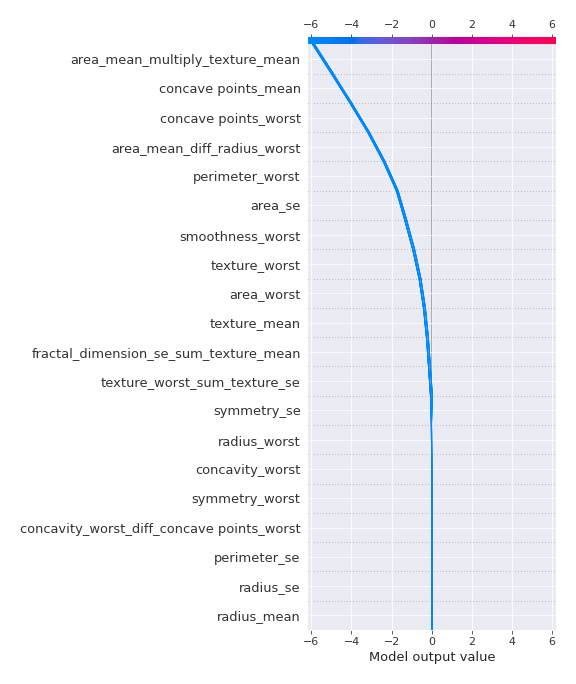 −6 −4 −2 0 2 4 6
area_mean_multiply_texture_mean
concave points_mean
concave points_worst
area_mean_diff_radius_worst
perimeter_worst
area_se
smoothness_worst
texture_worst
area_worst
texture_mean
fractal_dimension_se_sum_texture_mean
texture_worst_sum_texture_se
symmetry_se
radius_worst
concavity_worst
symmetry_worst
concavity_worst_diff_concave points_worst
perimeter_se
radius_se
radius_mean
−6 −4 −2 0 2 4 6
Model output value